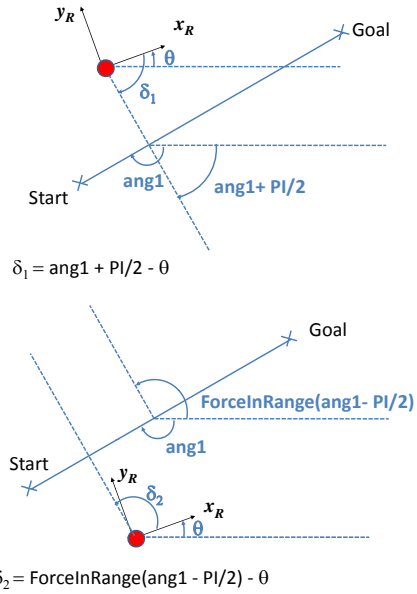 y_R
x_R
Goal
θ
δ₁
ang1
ang1+ PI/2
Start
δ₁ = ang1 + PI/2 - θ
Goal
ForceInRange(ang1- PI/2)
ang1
Start
y_R
δ₂
x_R
θ
δ₂ = ForceInRange(ang1 - PI/2) - θ